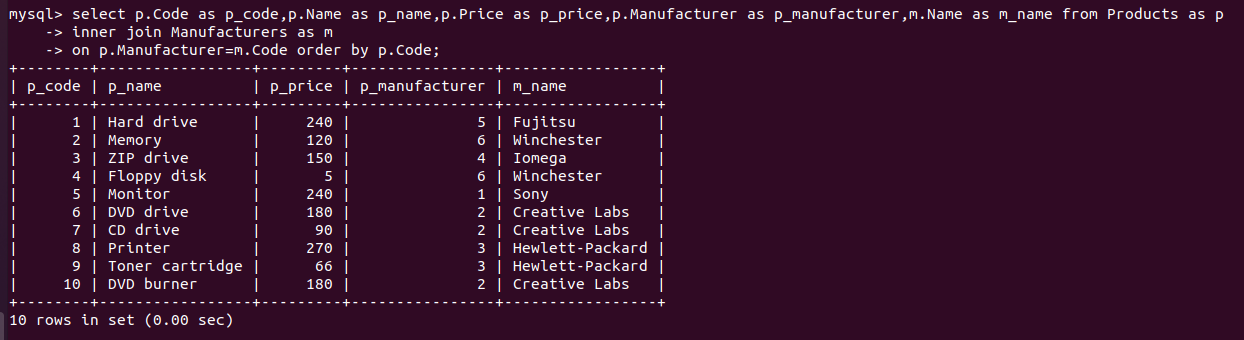 mysql> select p.Code as p_code,p.Name as p_name,p.Price as p_price,p.Manufacturer as p_manufacturer,m.Name as m_name from Products as p
    -> inner join Manufacturers as m
    -> on p.Manufacturer=m.Code order by p.Code;
+--------+-----------------+---------+----------------+-----------------+
| p_code | p_name          | p_price | p_manufacturer | m_name          |
+--------+-----------------+---------+----------------+-----------------+
|      1 | Hard drive      |     240 |              5 | Fujitsu         |
|      2 | Memory          |     120 |              6 | Winchester      |
|      3 | ZIP drive       |     150 |              4 | Iomega          |
|      4 | Floppy disk     |       5 |              6 | Winchester      |
|      5 | Monitor         |     240 |              1 | Sony            |
|      6 | DVD drive       |     180 |              2 | Creative Labs   |
|      7 | CD drive        |      90 |              2 | Creative Labs   |
|      8 | Printer         |     270 |              3 | Hewlett-Packard |
|      9 | Toner cartridge |      66 |              3 | Hewlett-Packard |
|     10 | DVD burner      |     180 |              2 | Creative Labs   |
+--------+-----------------+---------+----------------+-----------------+
10 rows in set (0.00 sec)